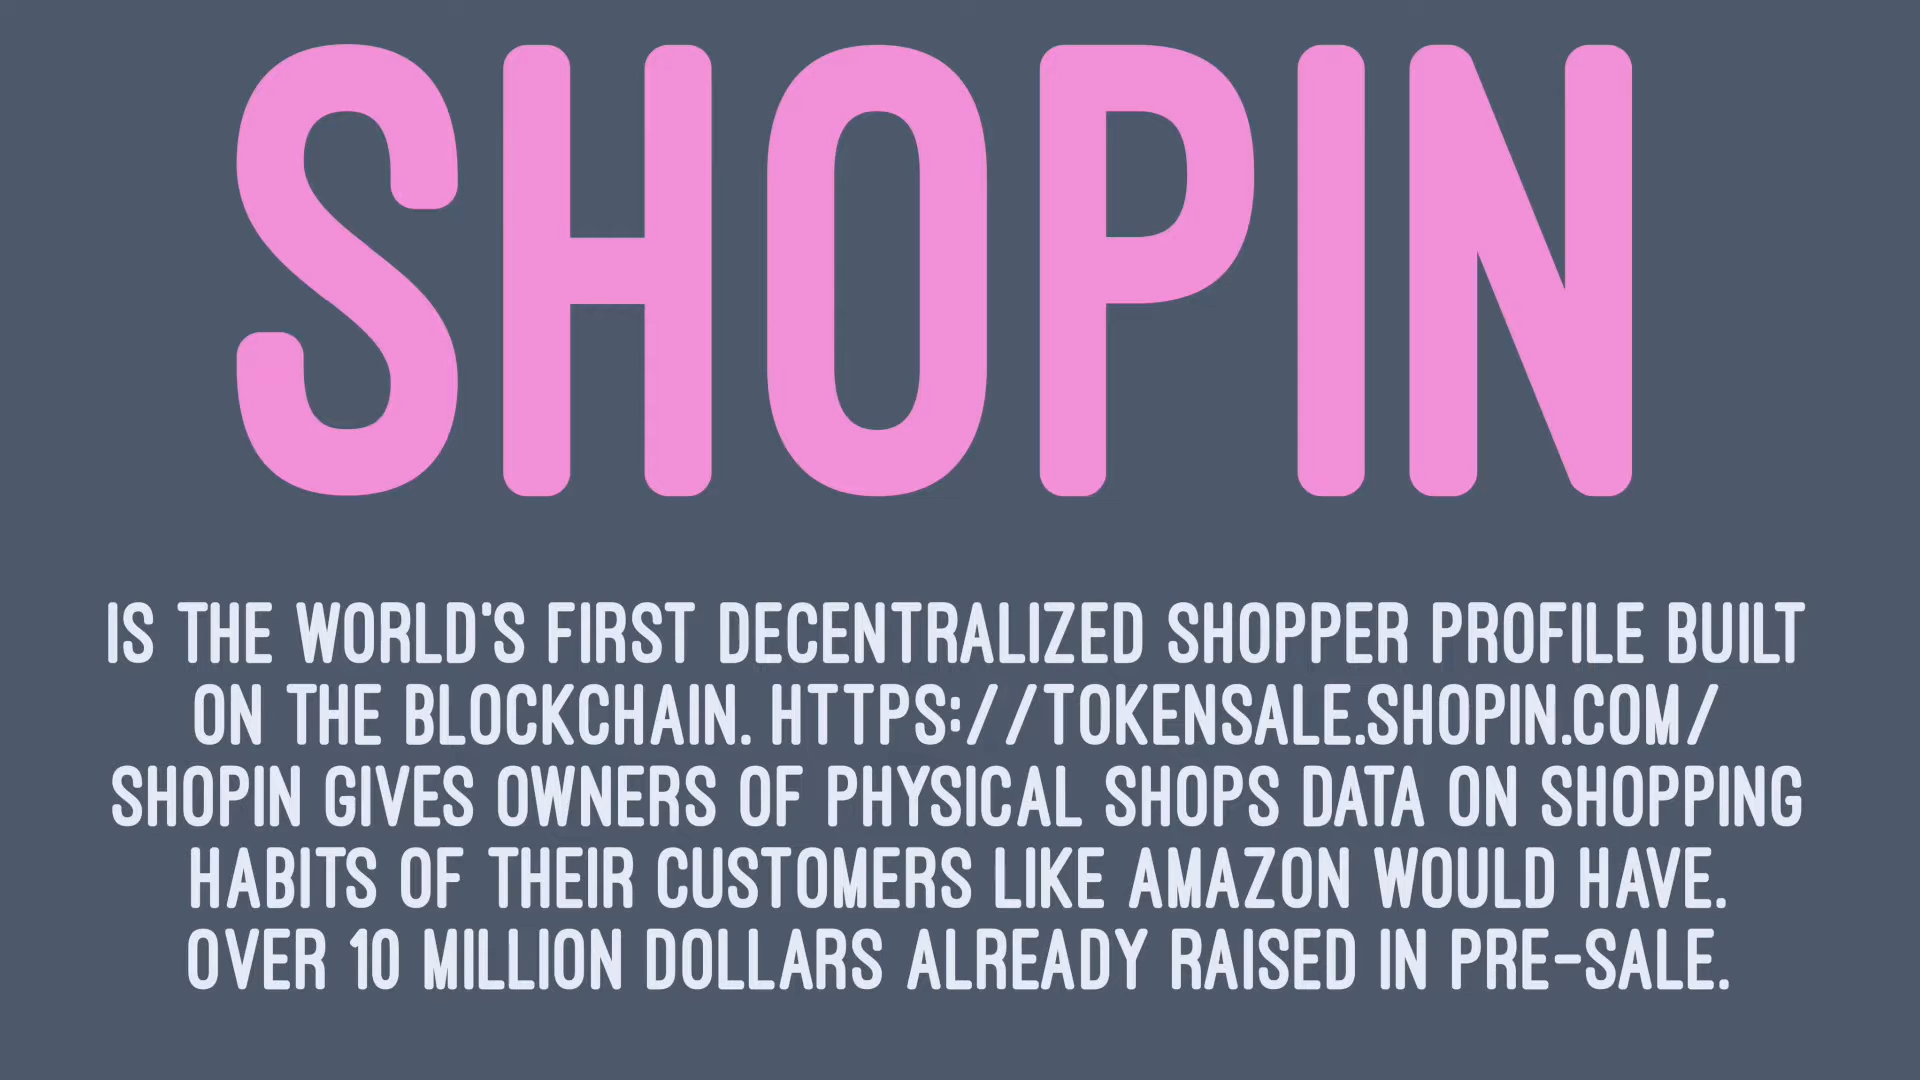 SHOPIN
IS THE WORLD'S FIRST DECENTRALIZED SHOPPER PROFILE BUILT
ON THE BLOCKCHAIN. HTTPS://TOKENSALE.SHOPIN.COM/
SHOPIN GIVES OWNERS OF PHYSICAL SHOPS DATA ON SHOPPING
HABITS OF THEIR CUSTOMERS LIKE AMAZON WOULD HAVE.
OVER 10 MILLION DOLLARS ALREADY RAISED IN PRE-SALE.